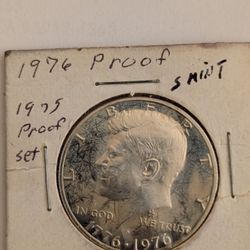 1976 Proof
S MINT
1975
Proof
set
LIBERTY
IN GOD WE TRUST
1776·1976